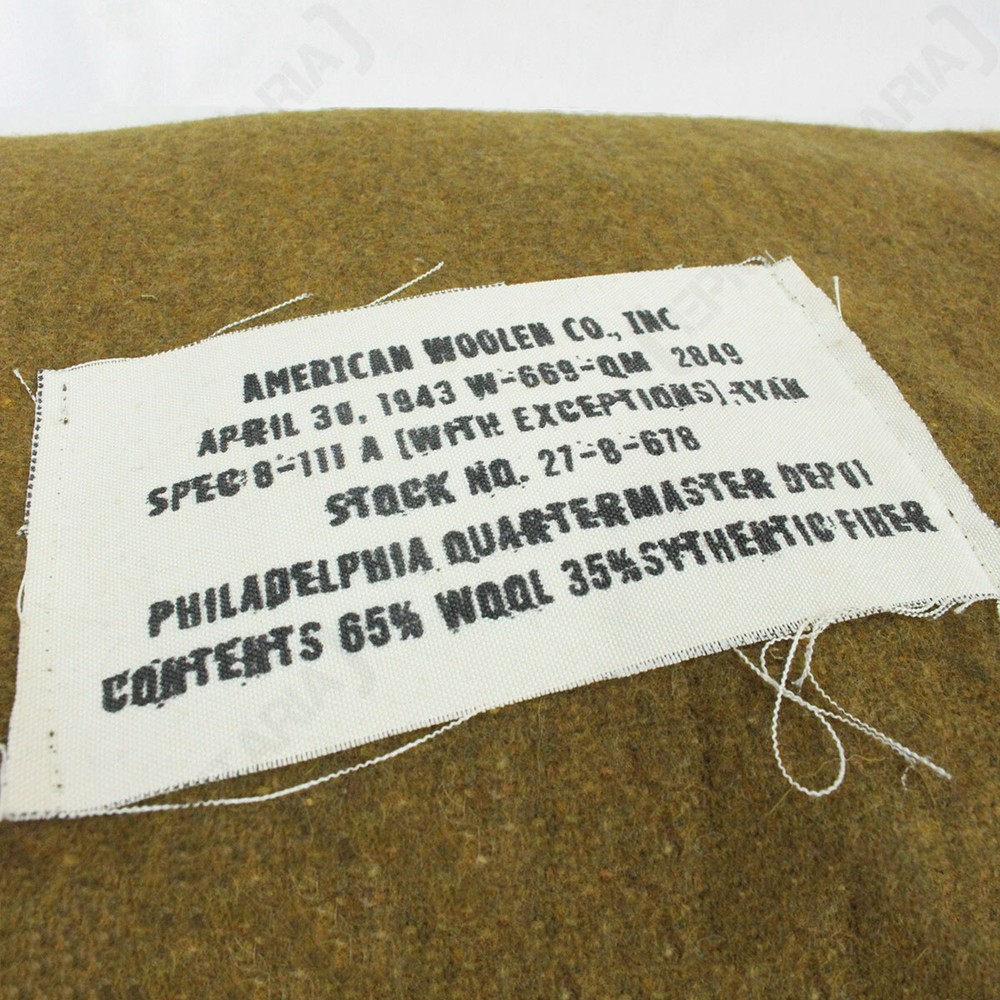 AMERICAN WOOLEN CO., INC
APRIL 30, 1943 W-669-QM 2849
SPEC 8-111 A (WITH EXCEPTIONS).TYAN
STOCK NO. 27-B-678
PHILADELPHIA QUARTERMASTER DEPOT
CONTENTS 65% WOOL 35%SYTHENTIC FIBER